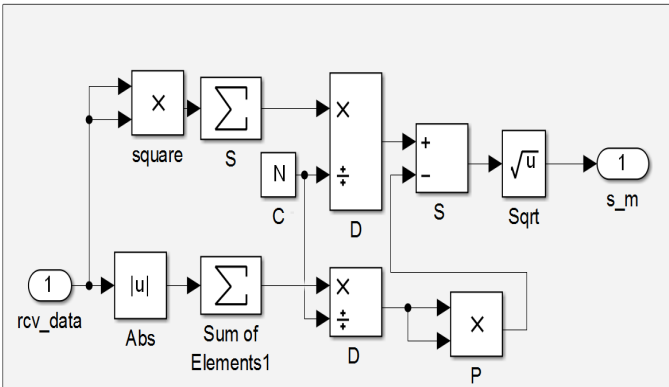 ×
square
Σ
S
N
C
×
÷
D
+
−
S
√u
Sqrt
1
s_m
1
rcv_data
|u|
Abs
Σ
Sum of
Elements1
×
÷
D
×
P